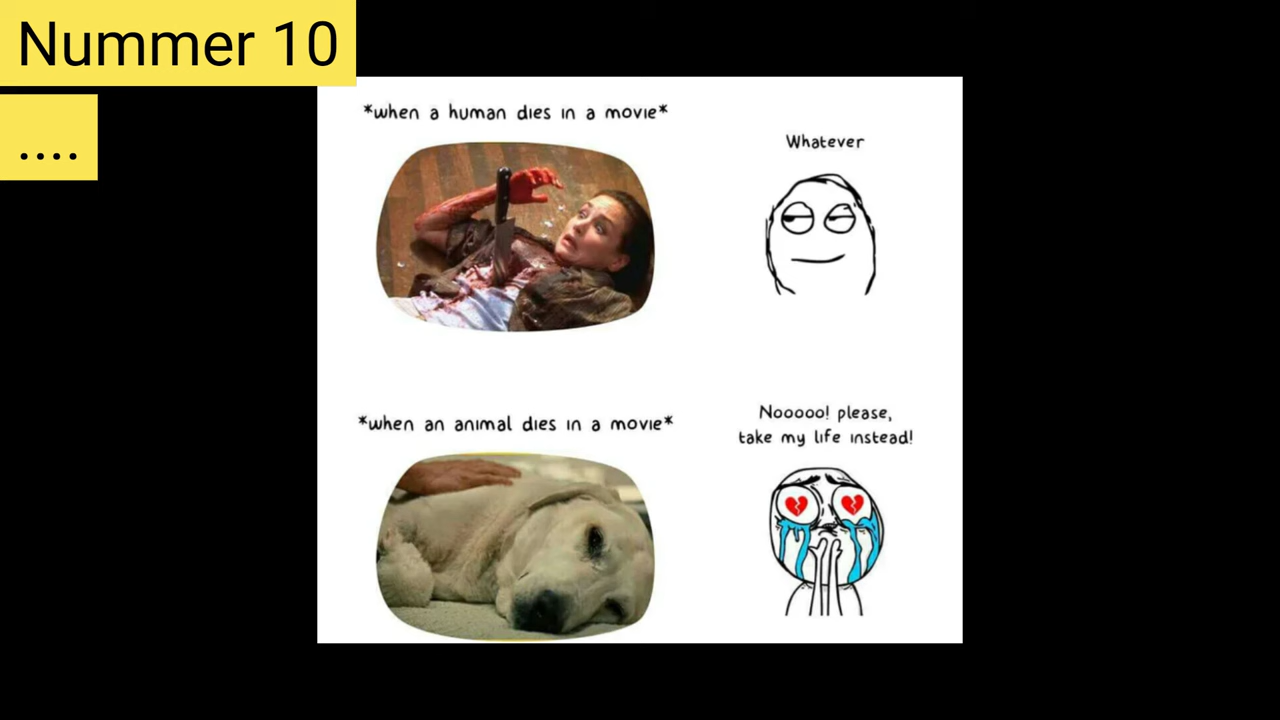 Nummer 10
....
*when a human dies in a movie*
Whatever
*when an animal dies in a movie*
Nooooo! please,
take my life instead!